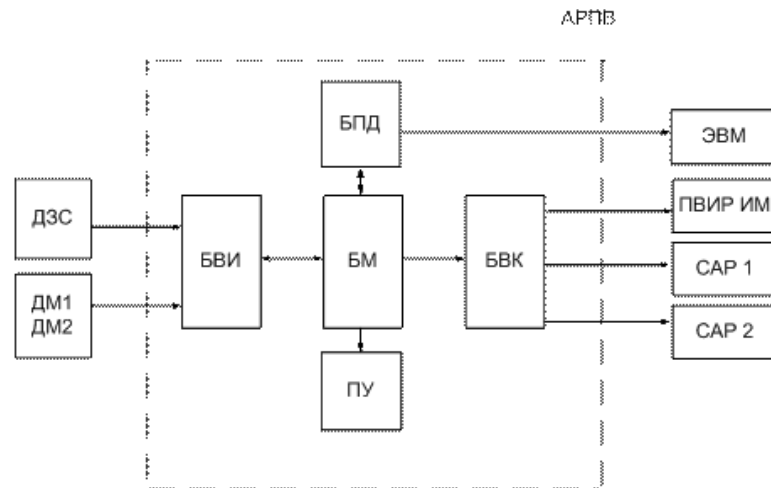 АРПВ
БПД
ЭВМ
ДЗС
БВИ
БМ
БВК
ПВИР ИМ
САР 1
ДМ1
ДМ2
САР 2
ПУ